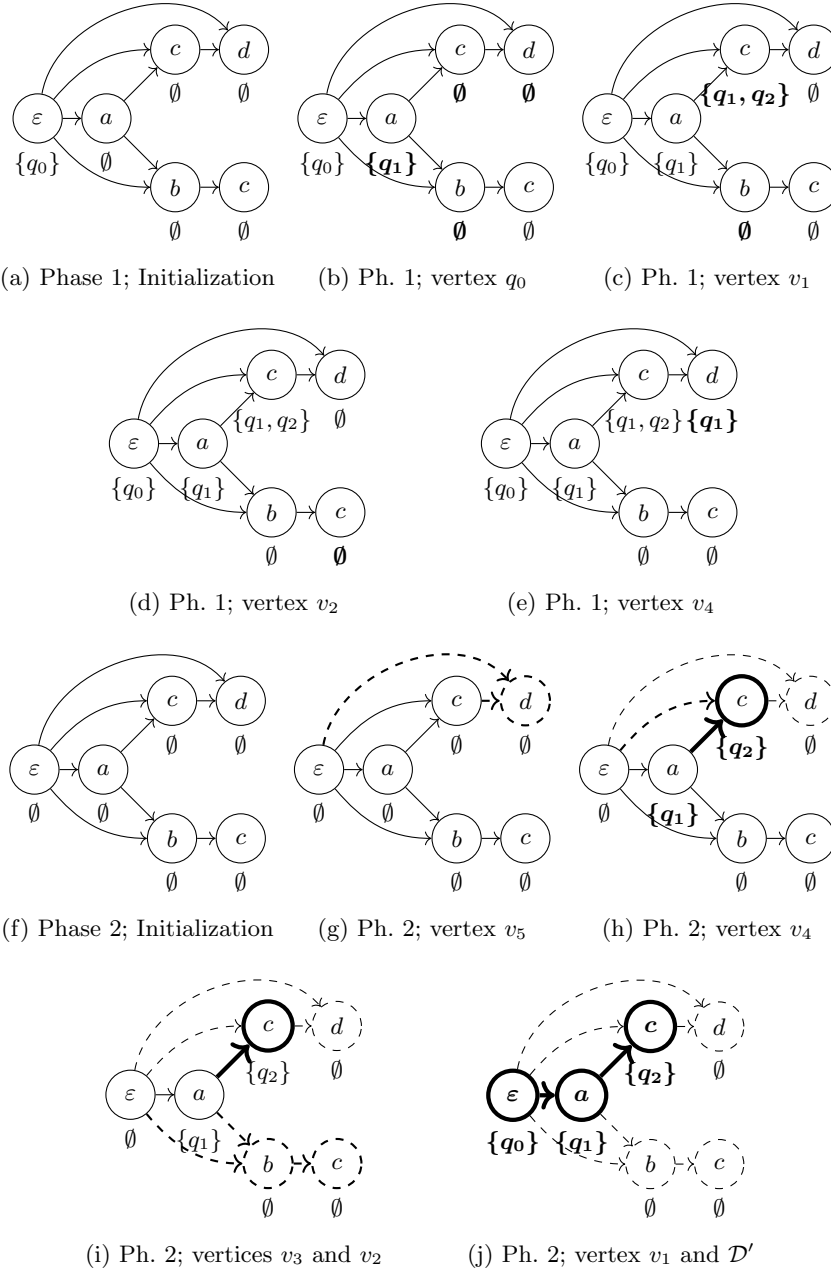 c d c d c d
∅ ∅ ∅ ∅ {q₁, q₂} ∅
ε a ε a ε a
{q₀} ∅ {q₀} {q₁} {q₀} {q₁}
b c b c b c
∅ ∅ ∅ ∅ ∅ ∅
(a) Phase 1; Initialization (b) Ph. 1; vertex q₀ (c) Ph. 1; vertex v₁
c d c d
{q₁, q₂} ∅ {q₁, q₂} {q₁}
ε a ε a
{q₀} {q₁} {q₀} {q₁}
b c b c
∅ ∅ ∅ ∅
(d) Ph. 1; vertex v₂ (e) Ph. 1; vertex v₄
c d c d c d
∅ ∅ ∅ ∅ {q₂} ∅
ε a ε a ε a
∅ ∅ ∅ ∅ ∅ {q₁}
b c b c b c
∅ ∅ ∅ ∅ ∅ ∅
(f) Phase 2; Initialization (g) Ph. 2; vertex v₅ (h) Ph. 2; vertex v₄
c d c d
{q₂} ∅ {q₂} ∅
ε a ε a
∅ {q₁} {q₀} {q₁}
b c b c
∅ ∅ ∅ ∅
(i) Ph. 2; vertices v₃ and v₂ (j) Ph. 2; vertex v₁ and 𝒟′